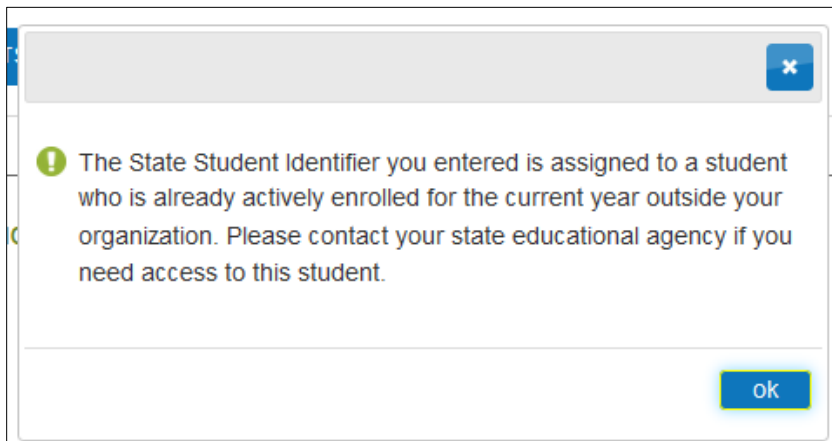 The State Student Identifier you entered is assigned to a student
who is already actively enrolled for the current year outside your
organization. Please contact your state educational agency if you
need access to this student.
ok